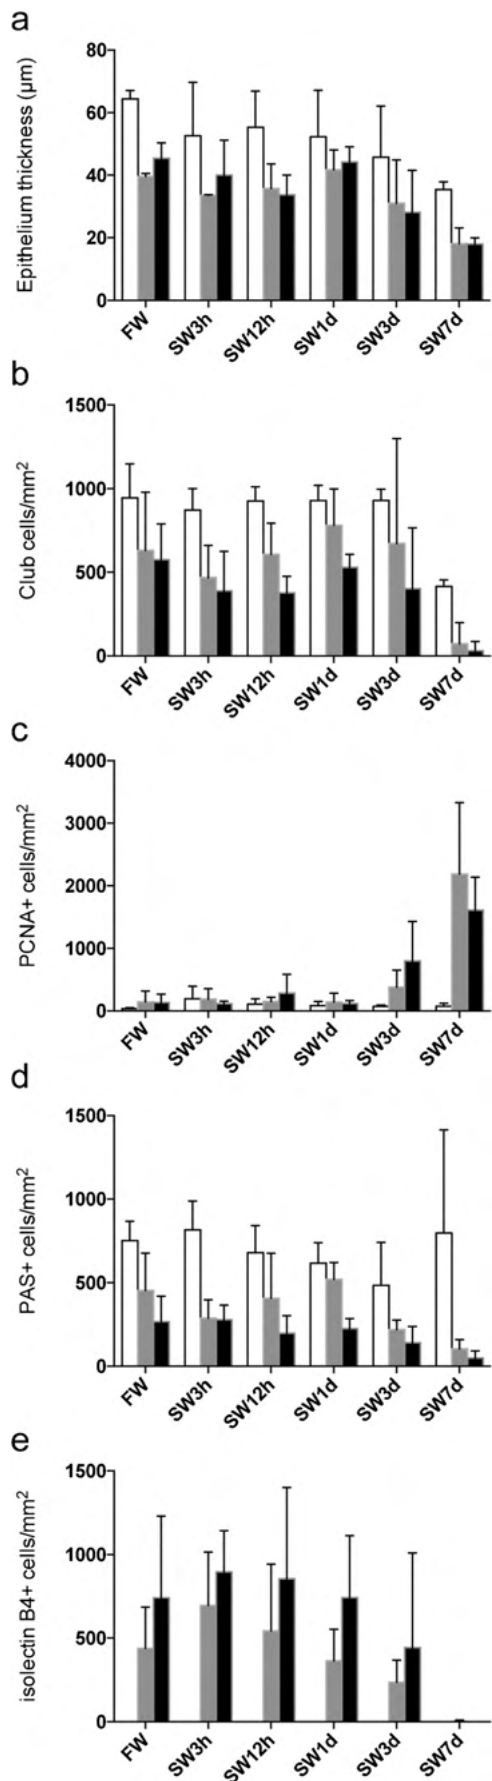 a
Epithelium thickness (μm)
80
60
40
20
0
FW SW3h SW12h SW1d SW3d SW7d
b
Club cells/mm²
1500
1000
500
0
FW SW3h SW12h SW1d SW3d SW7d
c
PCNA+ cells/mm²
4000
3000
2000
1000
0
FW SW3h SW12h SW1d SW3d SW7d
d
PAS+ cells/mm²
1500
1000
500
0
FW SW3h SW12h SW1d SW3d SW7d
e
isolectin B4+ cells/mm²
1500
1000
500
0
FW SW3h SW12h SW1d SW3d SW7d